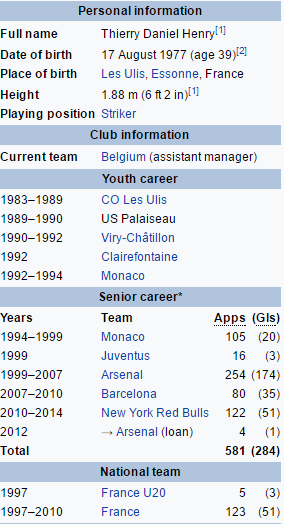 Personal information
Full name Thierry Daniel Henry[1]
Date of birth 17 August 1977 (age 39)[2]
Place of birth Les Ulis, Essonne, France
Height 1.88 m (6 ft 2 in)[1]
Playing position Striker
Club information
Current team Belgium (assistant manager)
Youth career
1983–1989 CO Les Ulis
1989–1990 US Palaiseau
1990–1992 Viry-Châtillon
1992 Clairefontaine
1992–1994 Monaco
Senior career*
Years Team Apps (Gls)
1994–1999 Monaco 105 (20)
1999 Juventus 16 (3)
1999–2007 Arsenal 254 (174)
2007–2010 Barcelona 80 (35)
2010–2014 New York Red Bulls 122 (51)
2012 → Arsenal (loan) 4 (1)
Total 581 (284)
National team
1997 France U20 5 (3)
1997–2010 France 123 (51)